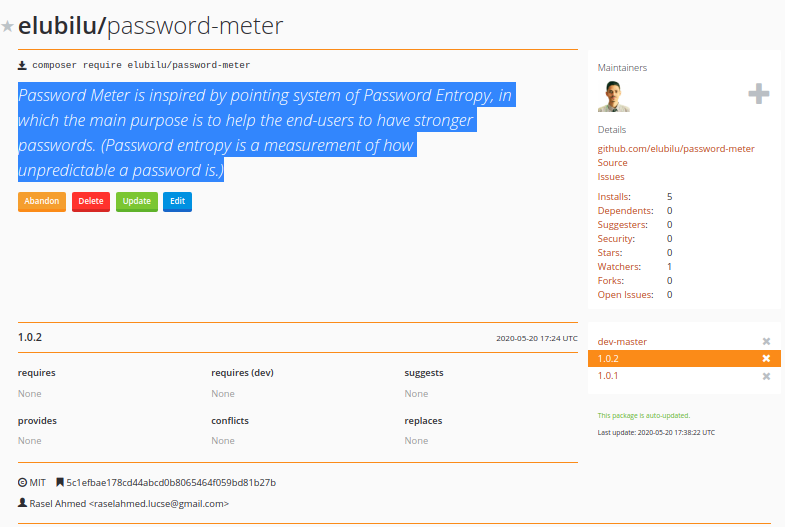 elubilu/password-meter
composer require elubilu/password-meter
Password Meter is inspired by pointing system of Password Entropy, in
which the main purpose is to help the end-users to have stronger
passwords. (Password entropy is a measurement of how
unpredictable a password is.)
Abandon Delete Update Edit
Maintainers
Details
github.com/elubilu/password-meter
Source
Issues
Installs: 5
Dependents: 0
Suggesters: 0
Security: 0
Stars: 0
Watchers: 1
Forks: 0
Open Issues: 0
1.0.2 2020-05-20 17:24 UTC
requires requires (dev) suggests
None None None
provides conflicts replaces
None None None
MIT 5c1efbae178cd44abcd0b8065464f059bd81b27b
Rasel Ahmed <raselahmed.lucse@gmail.com>
dev-master
1.0.2
1.0.1
This package is auto-updated.
Last update: 2020-05-20 17:38:22 UTC